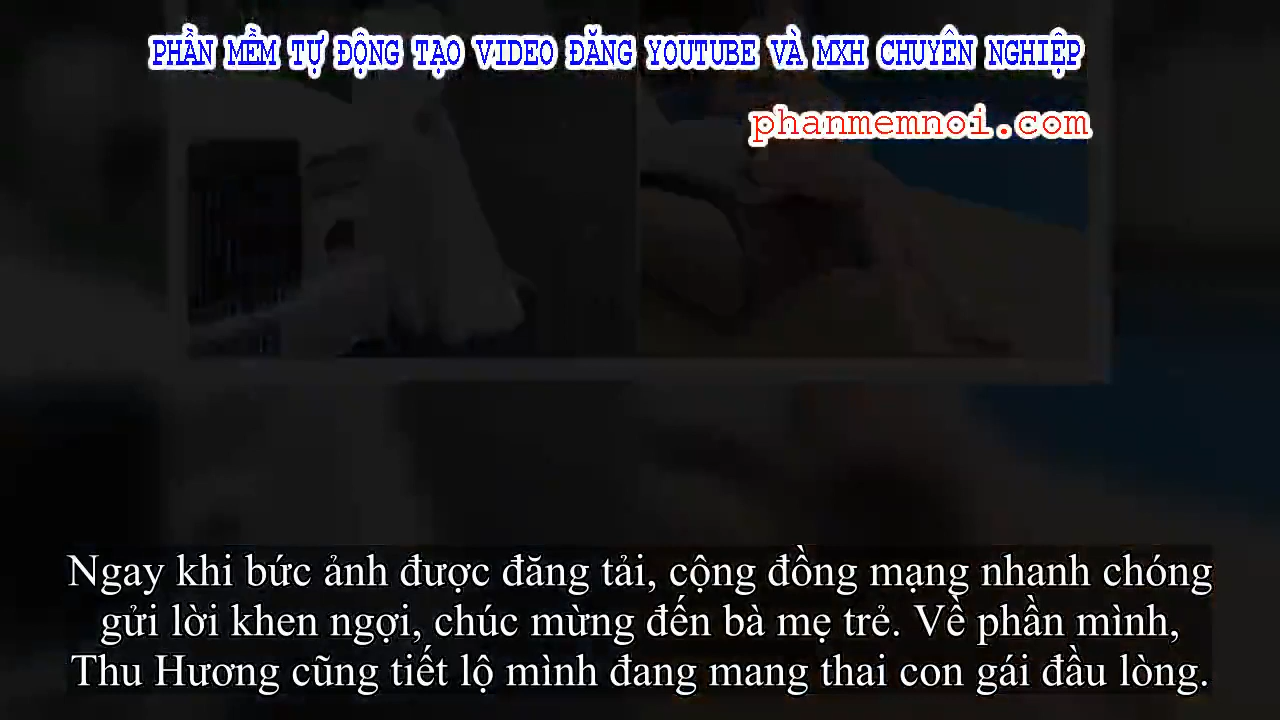 PHẦN MỀM TỰ ĐỘNG TẠO VIDEO ĐĂNG YOUTUBE VÀ MXH CHUYÊN NGHIỆP
phanmemnoi.com
Ngay khi bức ảnh được đăng tải, cộng đồng mạng nhanh chóng
gửi lời khen ngợi, chúc mừng đến bà mẹ trẻ. Về phần mình,
Thu Hương cũng tiết lộ mình đang mang thai con gái đầu lòng.